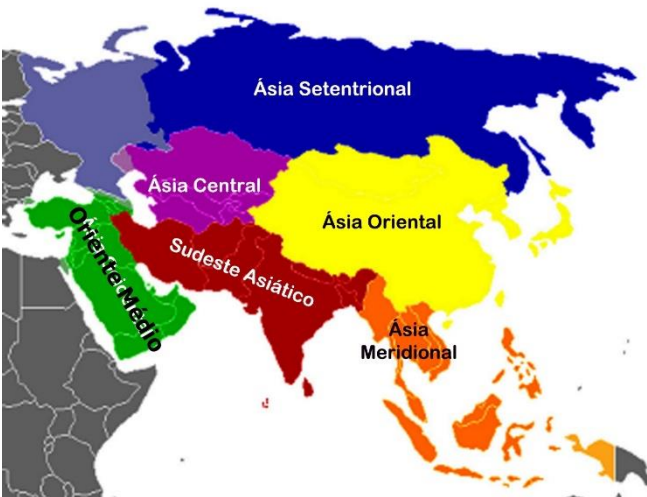 Ásia Setentrional
Ásia Central
Ásia Oriental
Oriente Médio
Sudeste Asiático
Ásia
Meridional